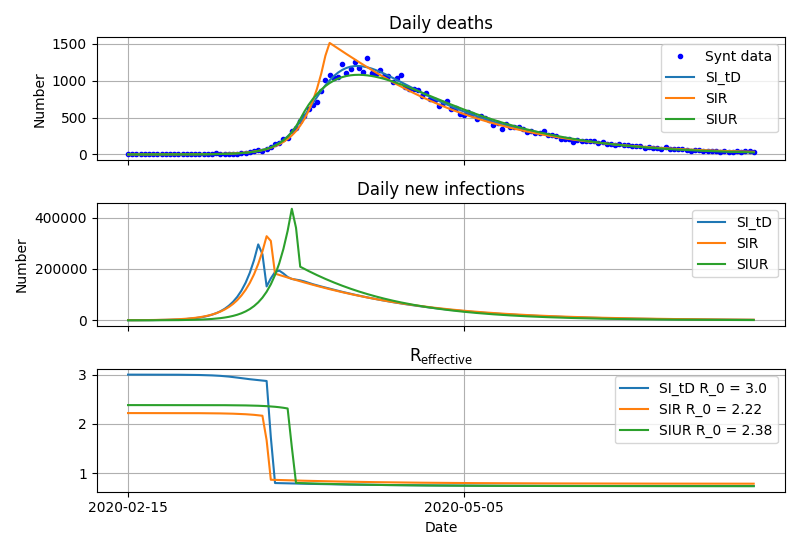 Daily deaths
Number
1500
1000
500
0
Synt data
SI_tD
SIR
SIUR
Daily new infections
Number
400000
200000
0
SI_tD
SIR
SIUR
R_effective
3
2
1
SI_tD R_0 = 3.0
SIR R_0 = 2.22
SIUR R_0 = 2.38
2020-02-15
2020-05-05
Date